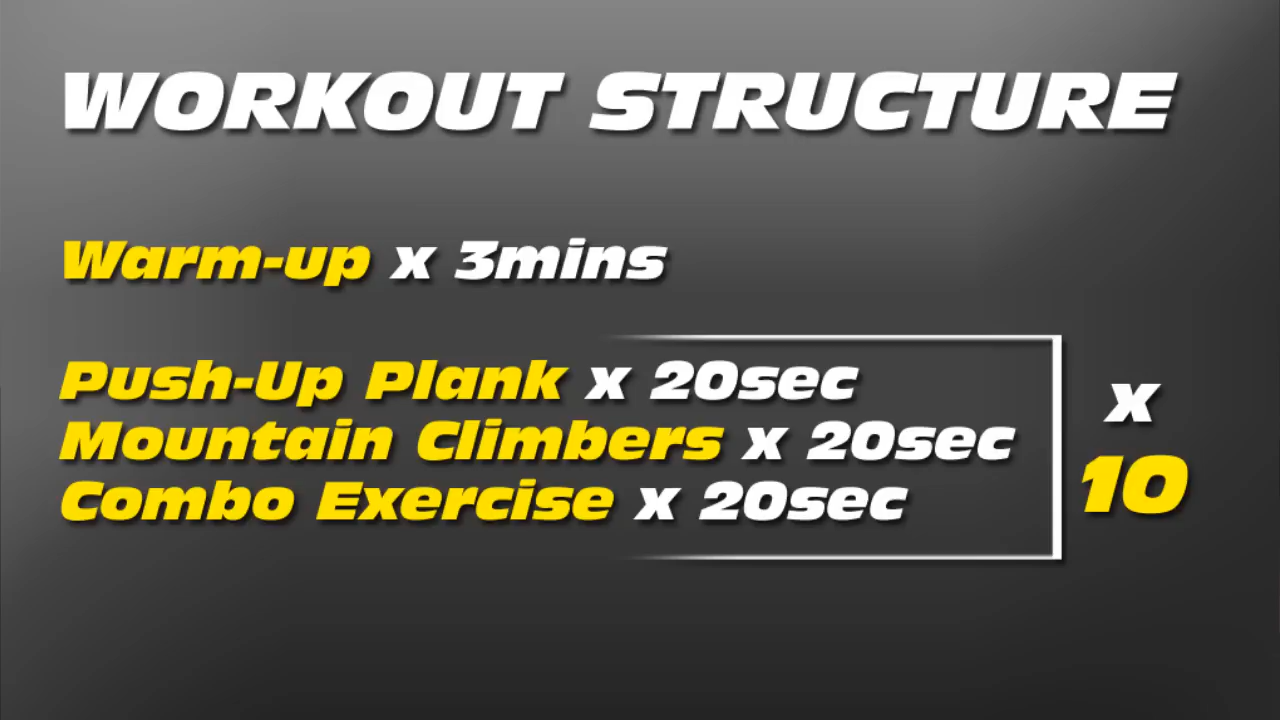 WORKOUT STRUCTURE
Warm-up x 3mins
Push-Up Plank x 20sec
Mountain Climbers x 20sec
Combo Exercise x 20sec
x
10